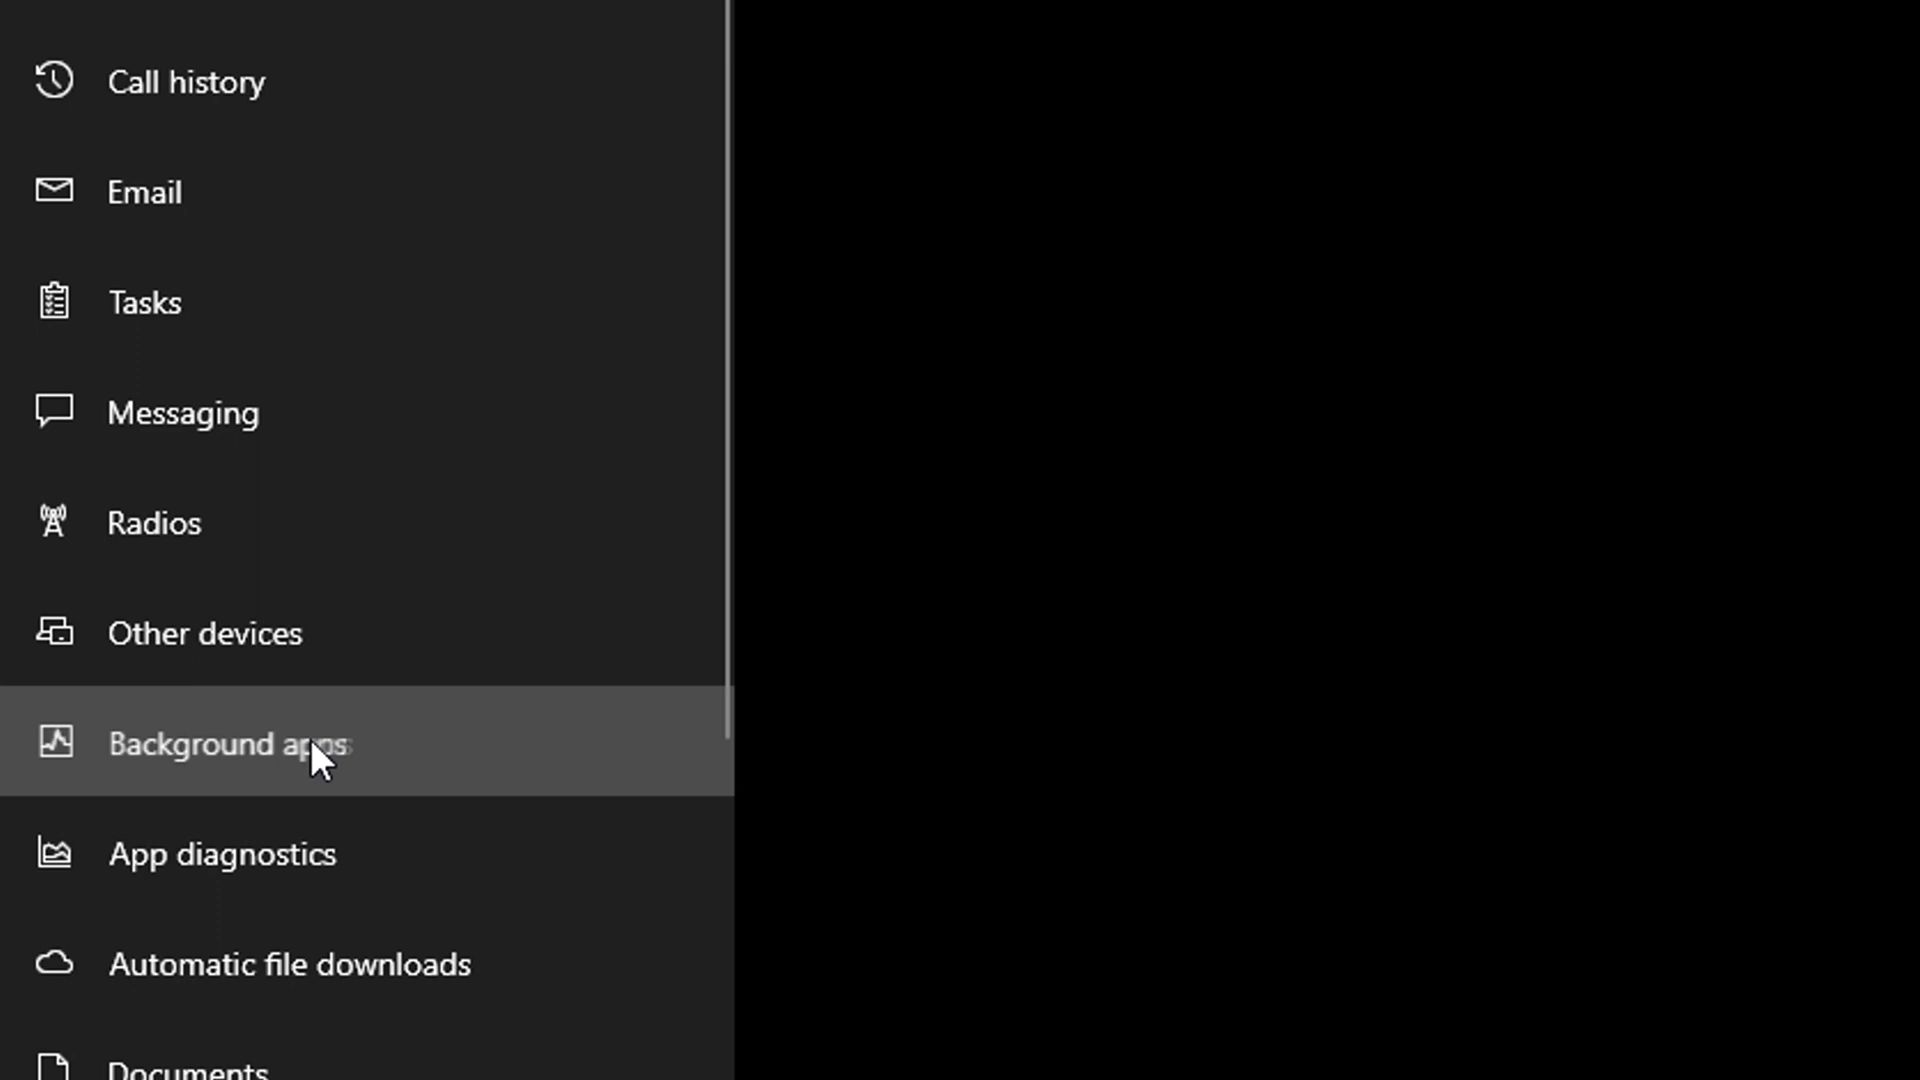 Call history
Email
Tasks
Messaging
Radios
Other devices
Background apps
App diagnostics
Automatic file downloads
Documents